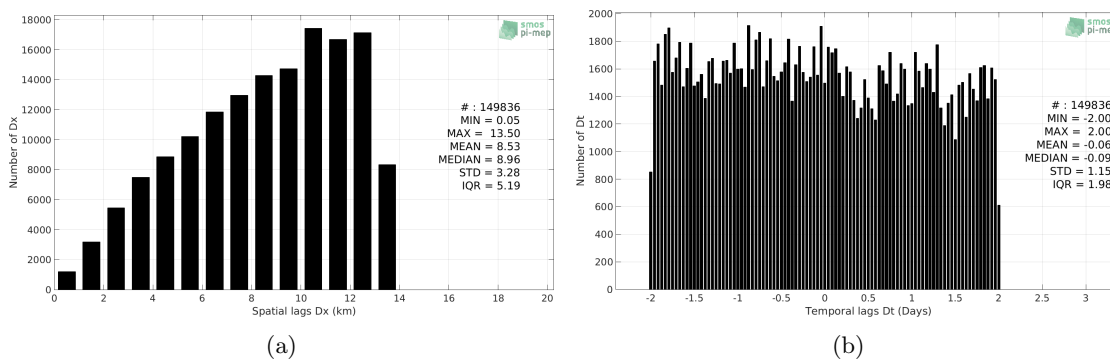 18000
16000
14000
12000
10000
8000
6000
4000
2000
0
Number of Dx
smos
pi-mep
# : 149836
MIN = 0.05
MAX = 13.50
MEAN = 8.53
MEDIAN = 8.96
STD = 3.28
IQR = 5.19
0 2 4 6 8 10 12 14 16 18 20
Spatial lags Dx (km)
(a)
2000
1800
1600
1400
1200
1000
800
600
400
200
0
Number of Dt
smos
pi-mep
# : 149836
MIN = -2.00
MAX = 2.00
MEAN = -0.06
MEDIAN = -0.09
STD = 1.15
IQR = 1.98
-2 -1.5 -1 -0.5 0 0.5 1 1.5 2 2.5 3
Temporal lags Dt (Days)
(b)